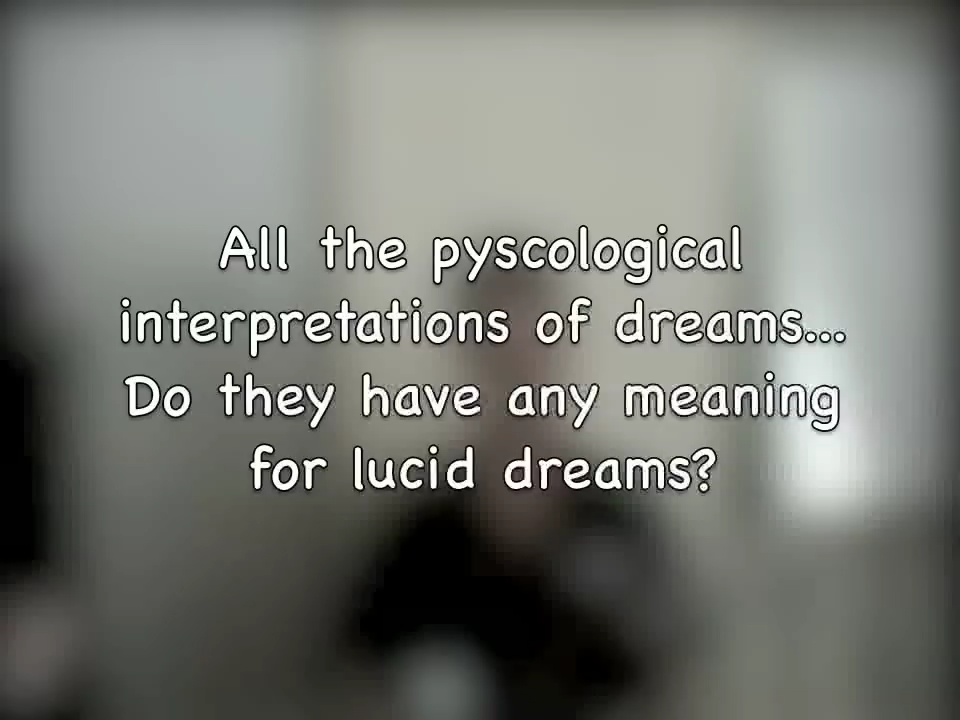 All the pyscological
interpretations of dreams...
Do they have any meaning
for lucid dreams?